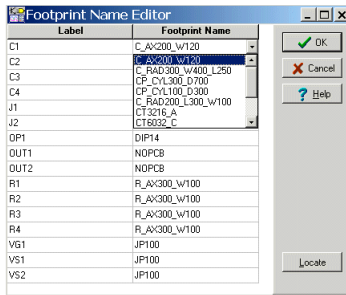 Footprint Name Editor
Label Footprint Name
C1 C_AX200_W120
C2 C_AX200_W120
C_RAD300_W400_L250
C3 CP_CYL300_D700
C4 CP_CYL100_D300
C_RAD200_L300_W100
J1 CT3216_A
J2 CT6032_C
OP1 DIP14
OUT1 NOPCB
OUT2 NOPCB
R1 R_AX300_W100
R2 R_AX300_W100
R3 R_AX300_W100
R4 R_AX300_W100
VG1 JP100
VS1 JP100
VS2 JP100
OK
Cancel
Help
Locate